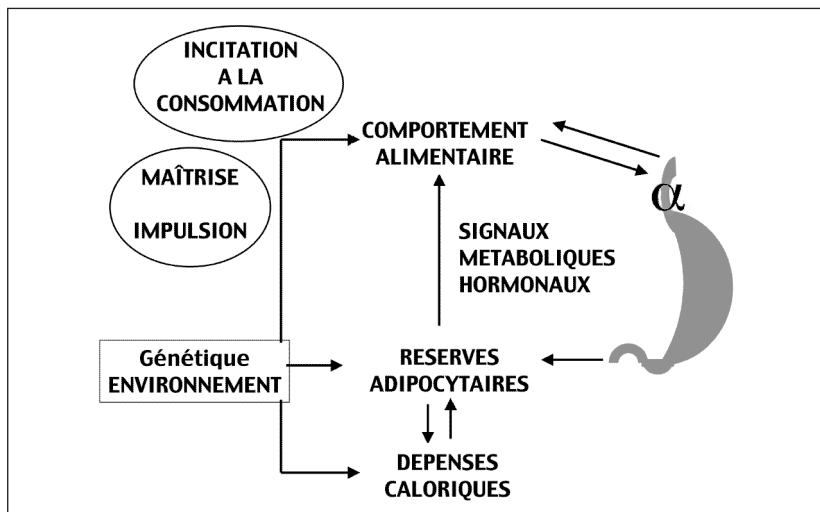 INCITATION
A LA
CONSOMMATION
MAÎTRISE
IMPULSION
COMPORTEMENT
ALIMENTAIRE
α
SIGNAUX
METABOLIQUES
HORMONAUX
Génétique
ENVIRONNEMENT
RESERVES
ADIPOCYTAIRES
DEPENSES
CALORIQUES